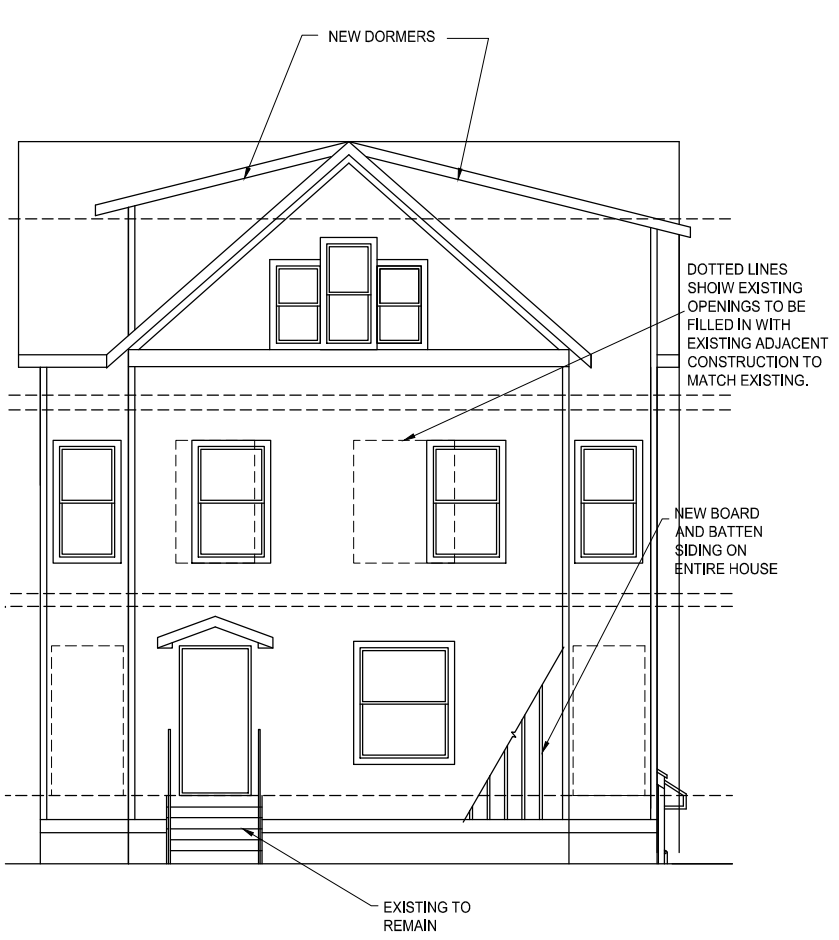 NEW DORMERS
DOTTED LINES
SHOIW EXISTING
OPENINGS TO BE
FILLED IN WITH
EXISTING ADJACENT
CONSTRUCTION TO
MATCH EXISTING.
NEW BOARD
AND BATTEN
SIDING ON
ENTIRE HOUSE
EXISTING TO
REMAIN